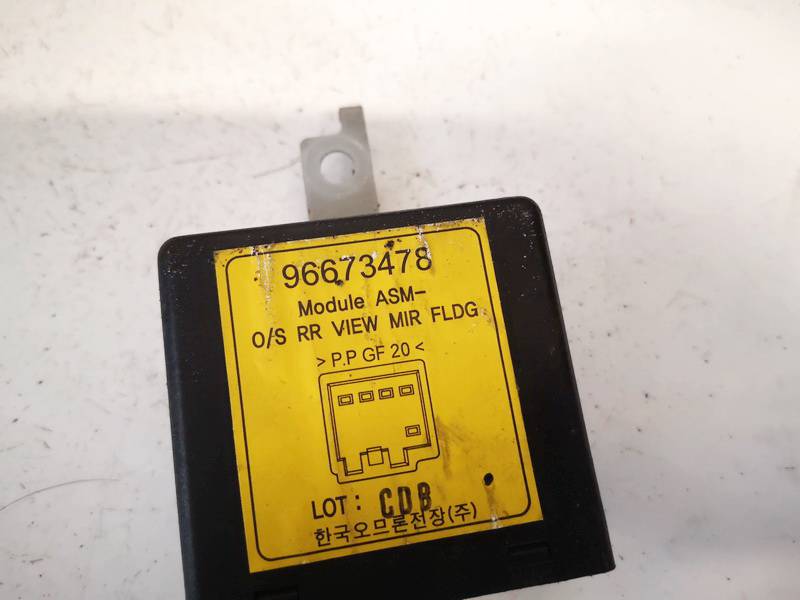 96673478
Module ASM-
O/S RR VIEW MIR FLDG
> P.P GF 20 <
LOT : CDB
한국오므론전장(주)